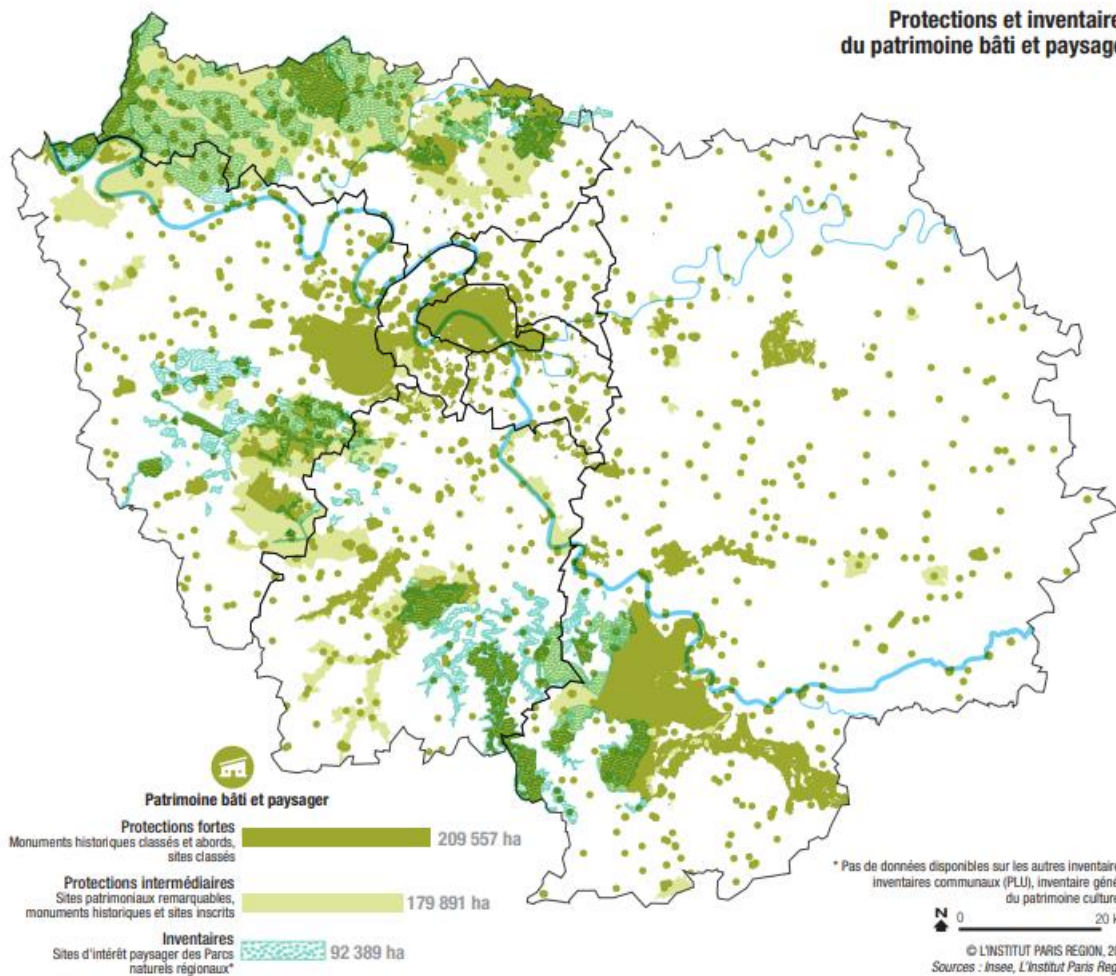 Protections et inventaire
du patrimoine bâti et paysage
Patrimoine bâti et paysager
Protections fortes
Monuments historiques classés et abords,
sites classés
209 557 ha
Protections intermédiaires
Sites patrimoniaux remarquables,
monuments historiques et sites inscrits
179 891 ha
Inventaires
Sites d'intérêt paysager des Parcs
naturels régionaux*
92 389 ha
* Pas de données disponibles sur les autres inventaire
inventaires communaux (PLU), inventaire géné
du patrimoine culture
N 0 20 k
© L'INSTITUT PARIS REGION, 20
Sources : Insee, L'Institut Paris Reg